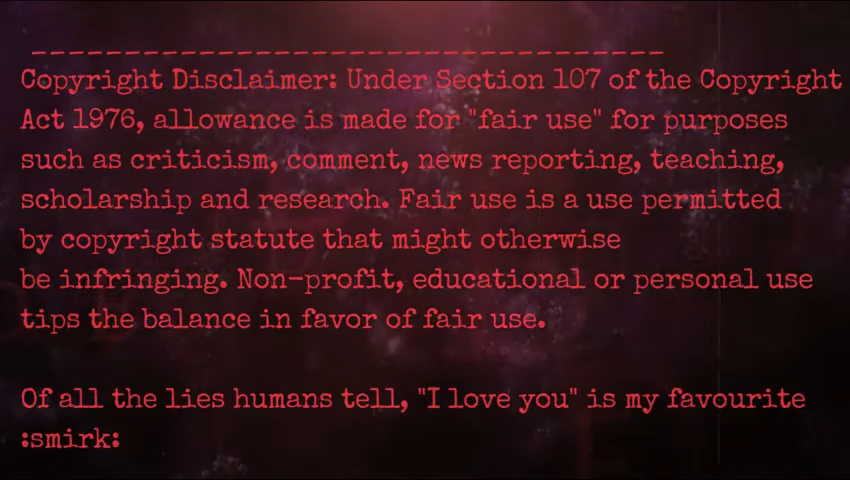 ___________________________________
Copyright Disclaimer: Under Section 107 of the Copyright
Act 1976, allowance is made for "fair use" for purposes
such as criticism, comment, news reporting, teaching,
scholarship and research. Fair use is a use permitted
by copyright statute that might otherwise
be infringing. Non-profit, educational or personal use
tips the balance in favor of fair use.
Of all the lies humans tell, "I love you" is my favourite
:smirk: